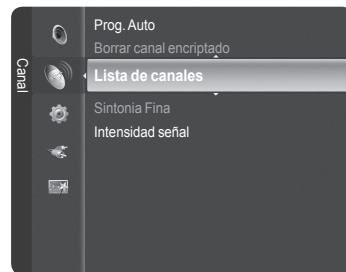 Canal
Prog. Auto
Borrar canal encriptado
Lista de canales
Sintonia Fina
Intensidad señal